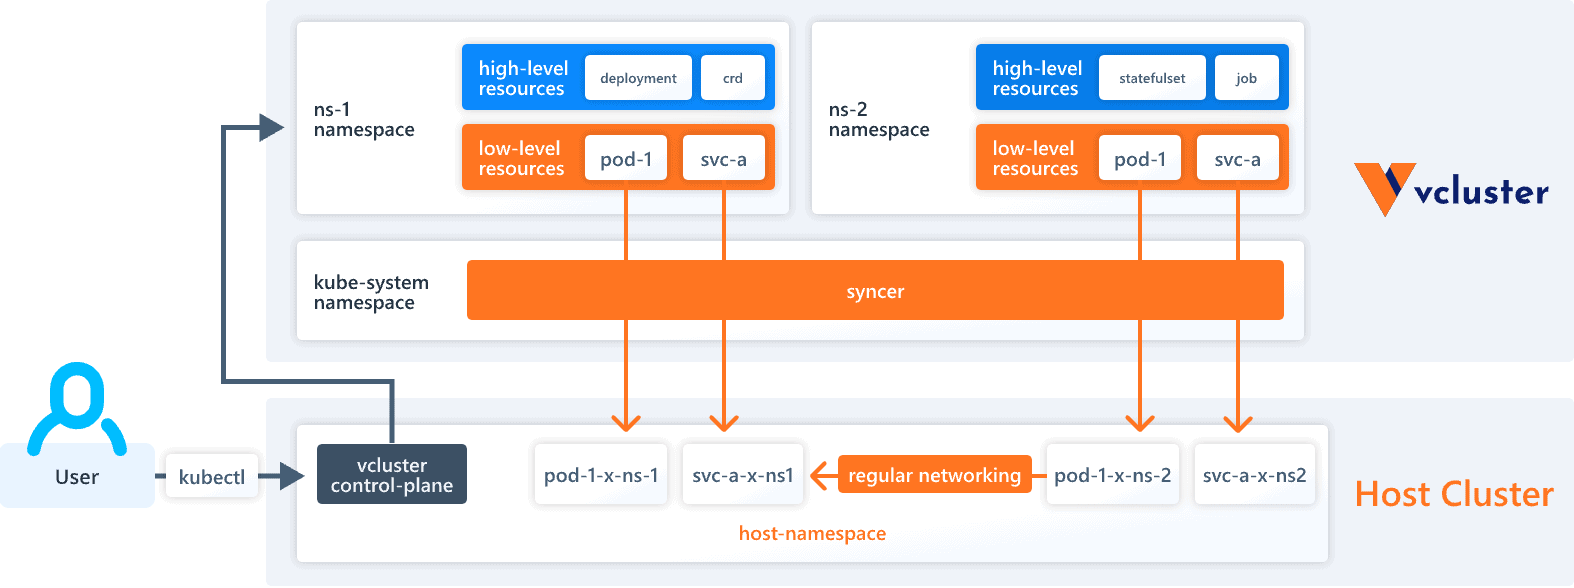 ns-1
namespace
high-level
resources
deployment
crd
low-level
resources
pod-1
svc-a
ns-2
namespace
high-level
resources
statefulset
job
low-level
resources
pod-1
svc-a
vcluster
kube-system
namespace
syncer
User
kubectl
vcluster
control-plane
pod-1-x-ns-1
svc-a-x-ns1
regular networking
pod-1-x-ns-2
svc-a-x-ns2
host-namespace
Host Cluster